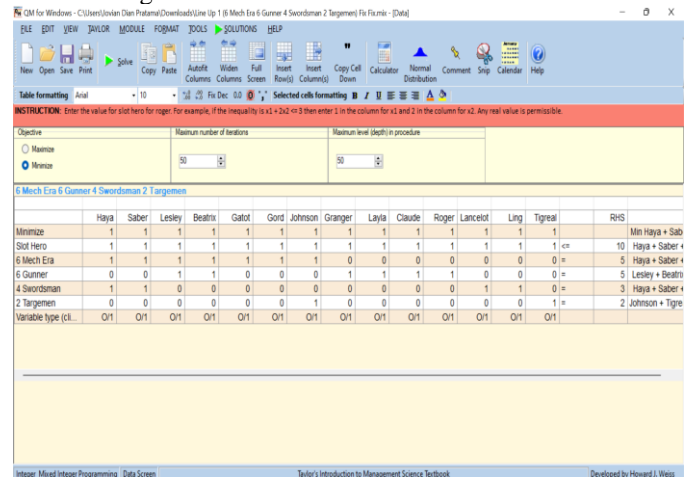 QM for Windows - C:\Users\Jovian Dian Pratama\Downloads\Line Up 1 (6 Mech Era 6 Gunner 4 Swordsman 2 Targemen) Fix Fix.mix - [Data]
FILE EDIT VIEW TAYLOR MODULE FORMAT TOOLS SOLUTIONS HELP
New Open Save Print Solve Copy Paste Autofit Columns Widen Columns Full Screen Insert Row(s) Insert Column(s) Copy Cell Down Calculator Normal Distribution Comment Snip Calendar Help
Table formatting Arial 10 Fix Dec 0.0 Selected cells formatting B I U
INSTRUCTION: Enter the value for slot hero for roger. For example, if the inequality is x1 + 2x2 <= 3 then enter 1 in the column for x1 and 2 in the column for x2. Any real value is permissible.
Objective Maximum number of iterations Maximum level (depth) in procedure
Maximize
Minimize
50 50
6 Mech Era 6 Gunner 4 Swordsman 2 Targemen
Haya Saber Lesley Beatrix Gatot Gord Johnson Granger Layla Claude Roger Lancelot Ling Tigreal RHS
Minimize 1 1 1 1 1 1 1 1 1 1 1 1 1 1 Min Haya + Sab
Slot Hero 1 1 1 1 1 1 1 1 1 1 1 1 1 1 <= 10 Haya + Saber +
6 Mech Era 1 1 1 1 1 1 1 0 0 0 0 0 0 0 = 5 Haya + Saber +
6 Gunner 0 0 1 1 0 0 0 1 1 1 1 0 0 0 = 5 Lesley + Beatri
4 Swordsman 1 1 0 0 0 0 0 0 0 0 0 1 1 0 = 3 Haya + Saber +
2 Targemen 0 0 0 0 0 0 1 0 0 0 0 0 0 1 = 2 Johnson + Tigre
Variable type (cli... 0/1 0/1 0/1 0/1 0/1 0/1 0/1 0/1 0/1 0/1 0/1 0/1 0/1 0/1
Integer Mixed Integer Programming Data Screen Taylor's Introduction to Management Science Textbook Developed by Howard J. Weiss